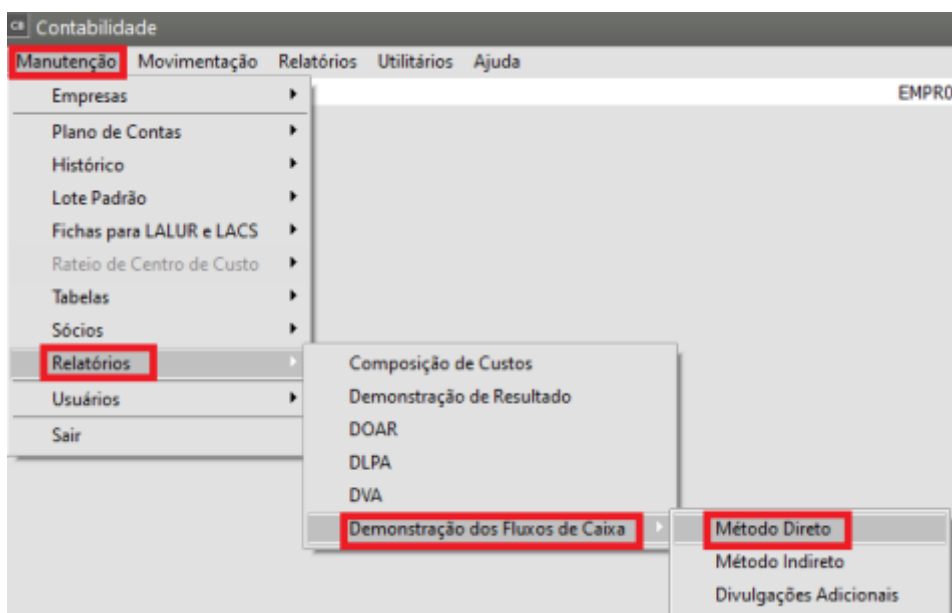 CB Contabilidade
Manutenção Movimentação Relatórios Utilitários Ajuda
EMPR0
Empresas
Plano de Contas
Histórico
Lote Padrão
Fichas para LALUR e LACS
Rateio de Centro de Custo
Tabelas
Sócios
Relatórios
Usuários
Sair
Composição de Custos
Demonstração de Resultado
DOAR
DLPA
DVA
Demonstração dos Fluxos de Caixa
Método Direto
Método Indireto
Divulgações Adicionais